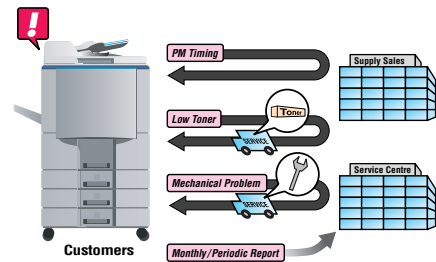 !
PM Timing
Supply Sales
Low Toner
Toner
SERVICE
Mechanical Problem
Service Centre
SERVICE
Customers
Monthly/Periodic Report